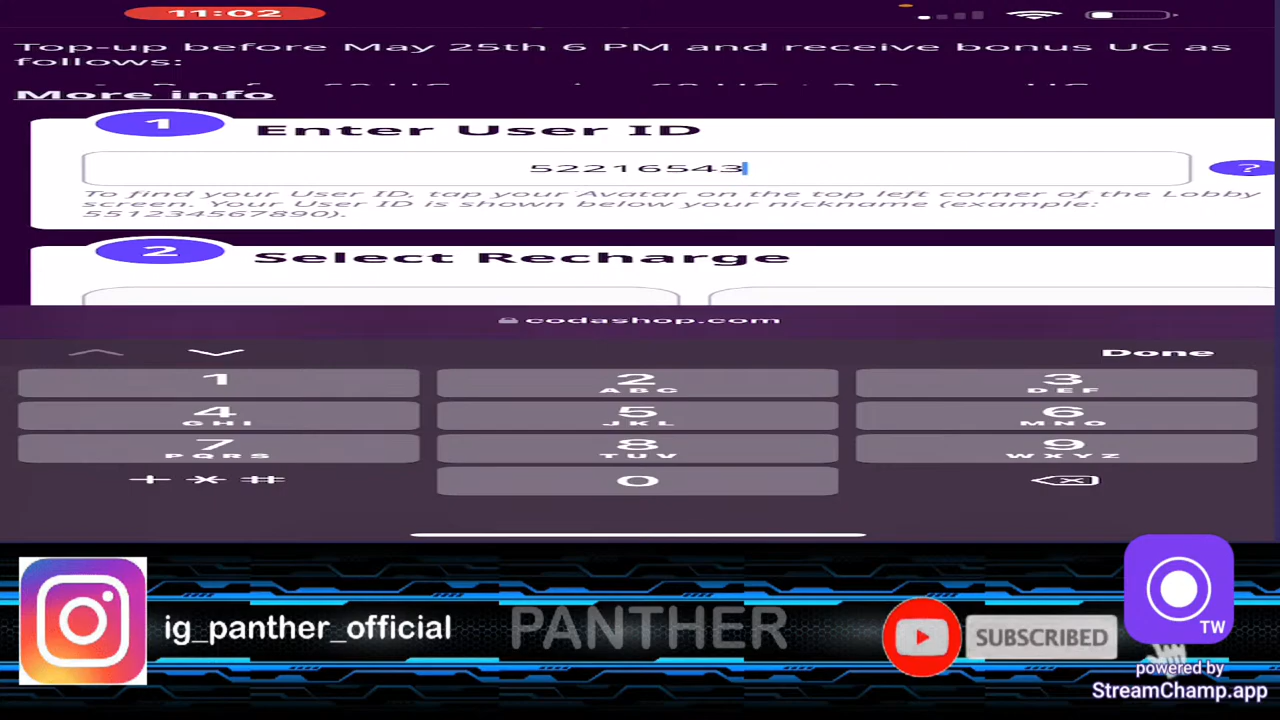 11:02
Top-up before May 25th 6 PM and receive bonus UC as
follows:
More info
1
Enter User ID
52216543
?
To find your User ID, tap your Avatar on the top left corner of the Lobby
screen. Your User ID is shown below your nickname (example:
551234567890).
2
Select Recharge
codashop.com
Done
1
2
ABC
3
DEF
4
GHI
5
JKL
6
MNO
7
PQRS
8
TUV
9
WXYZ
+ * #
0
ig_panther_official
PANTHER
SUBSCRIBED
TW
powered by
StreamChamp.app